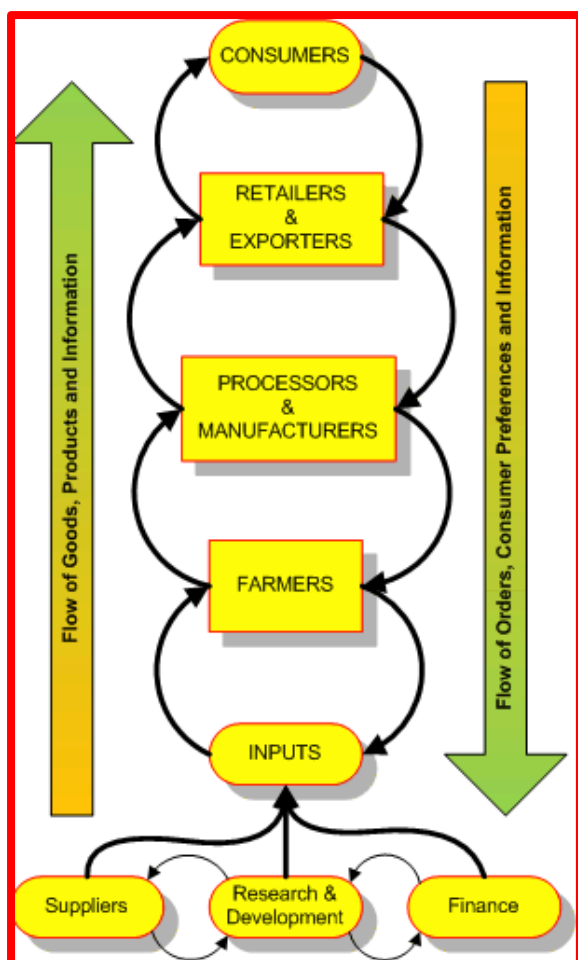 CONSUMERS
RETAILERS
&
EXPORTERS
PROCESSORS
&
MANUFACTURERS
FARMERS
INPUTS
Suppliers
Research &
Development
Finance
Flow of Goods, Products and Information
Flow of Orders, Consumer Preferences and Information